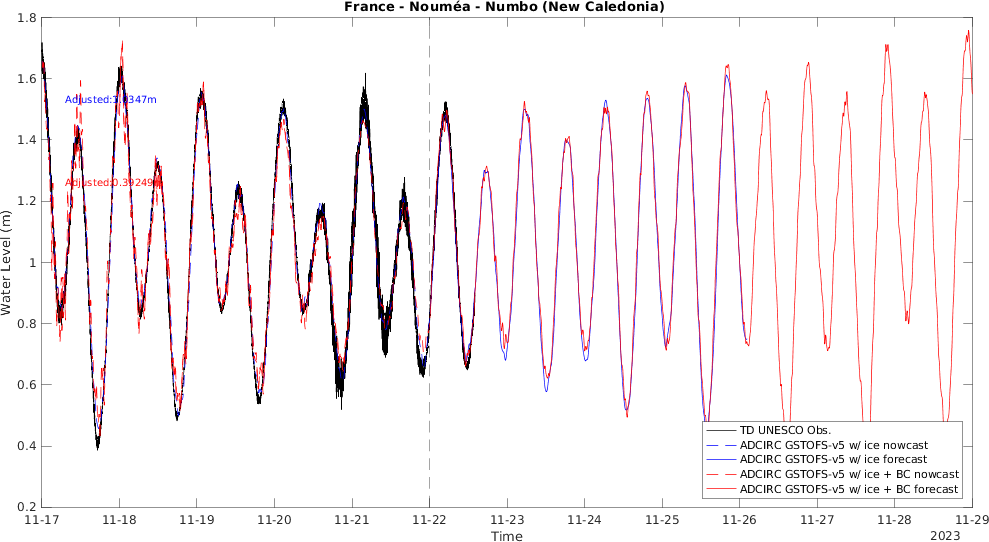 France - Nouméa - Numbo (New Caledonia)
1.8
1.6
1.4
1.2
1
0.8
0.6
0.4
0.2
Water Level (m)
Adjusted:0.39249m
TD UNESCO Obs.
ADCIRC GSTOFS-v5 w/ ice nowcast
ADCIRC GSTOFS-v5 w/ ice forecast
ADCIRC GSTOFS-v5 w/ ice + BC nowcast
ADCIRC GSTOFS-v5 w/ ice + BC forecast
11-17 11-18 11-19 11-20 11-21 11-22 11-23 11-24 11-25 11-26 11-27 11-28 11-29
Time
2023